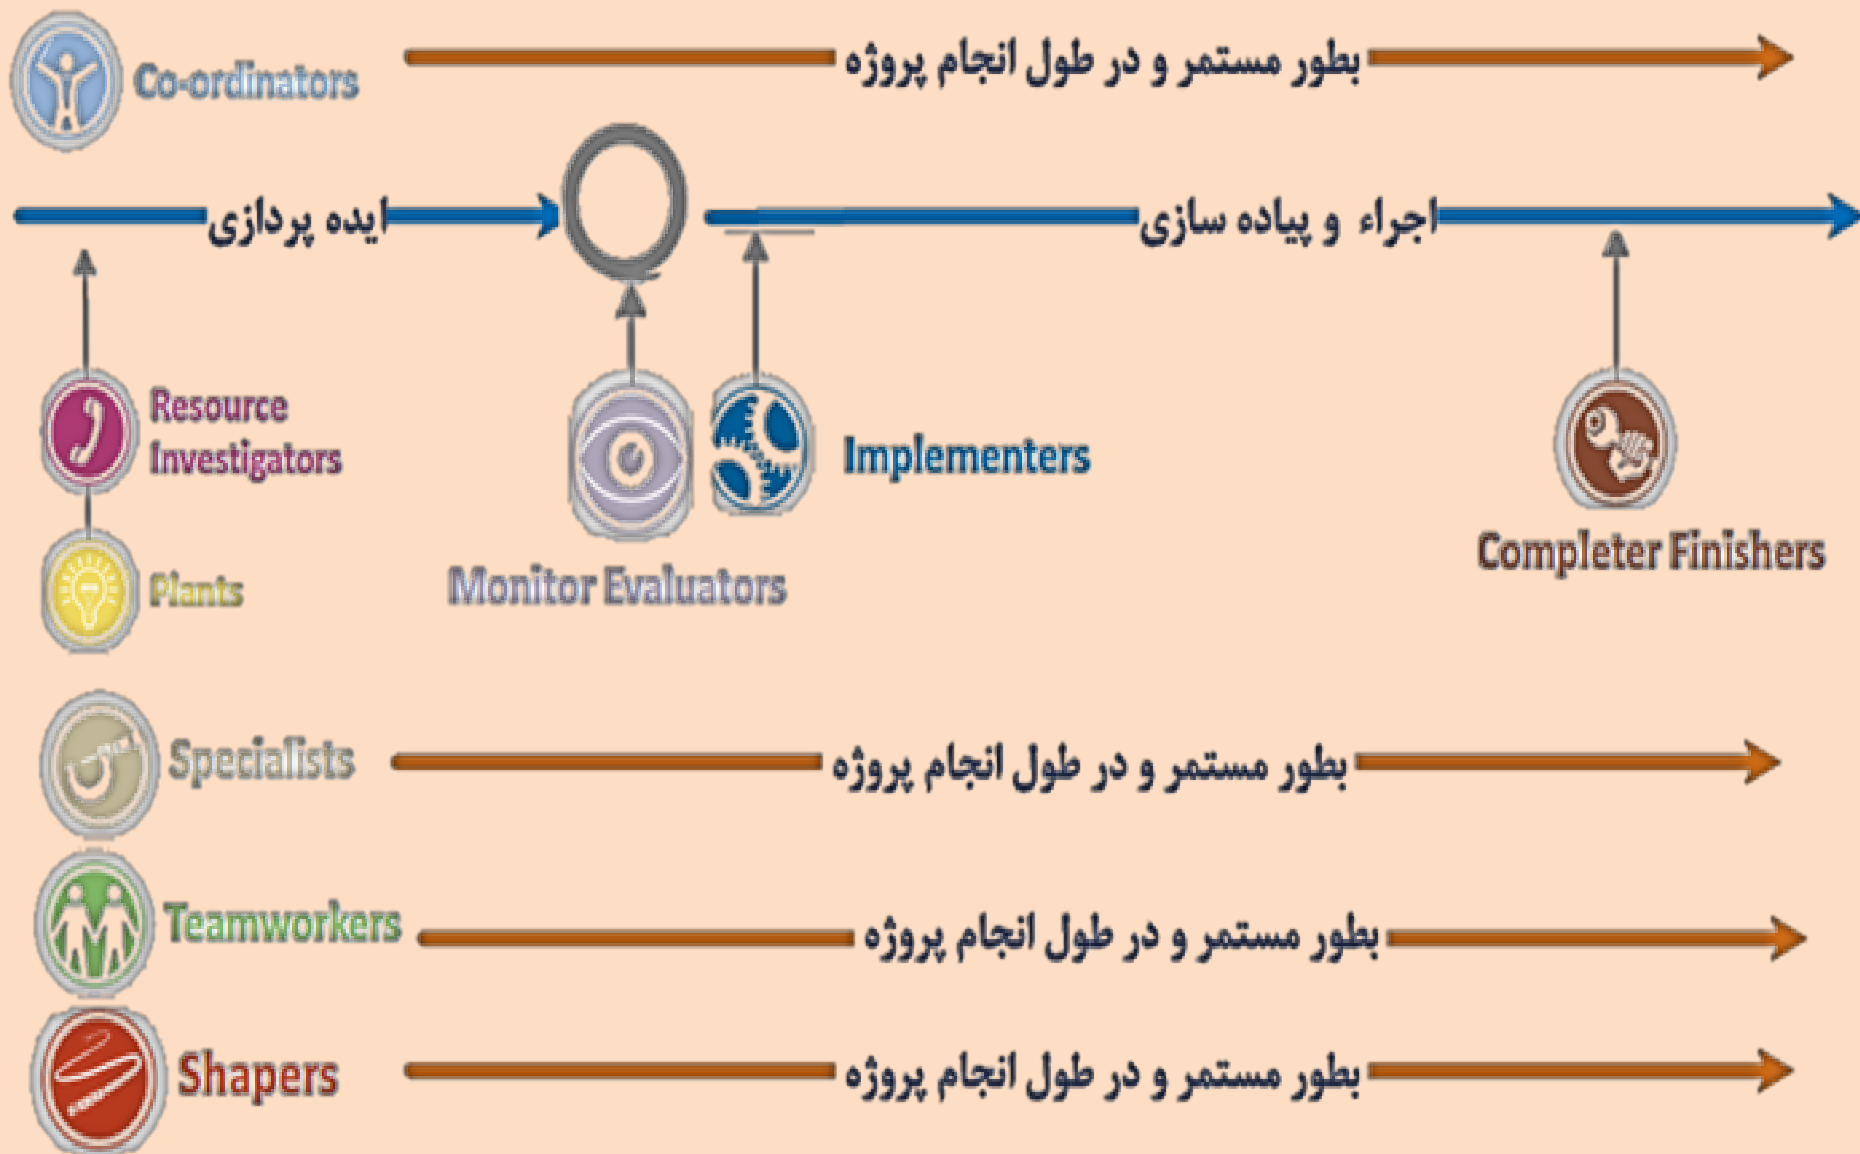 Co-ordinators
بطور مستمر و در طول انجام پروژه
ایده پردازی
اجراء و پیاده سازی
Resource
Investigators
Implementers
Plants
Monitor Evaluators
Completer Finishers
Specialists
بطور مستمر و در طول انجام پروژه
Teamworkers
بطور مستمر و در طول انجام پروژه
Shapers
بطور مستمر و در طول انجام پروژه